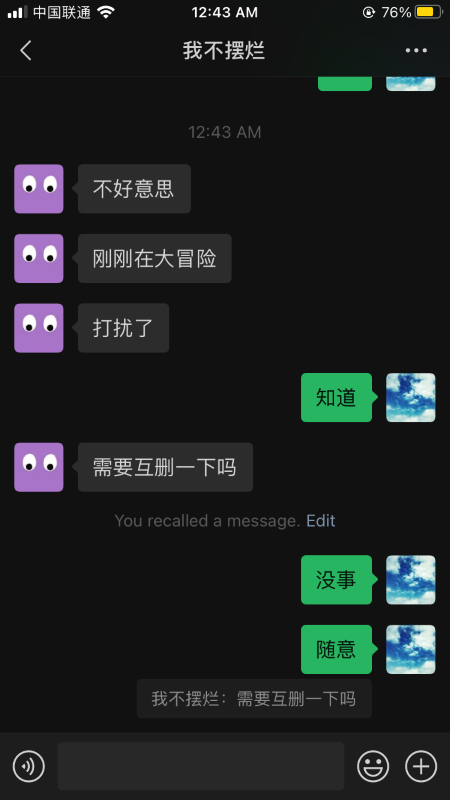 中国联通 12:43 AM 76%
我不摆烂
12:43 AM
不好意思
刚刚在大冒险
打扰了
知道
需要互删一下吗
You recalled a message. Edit
没事
随意
我不摆烂：需要互删一下吗